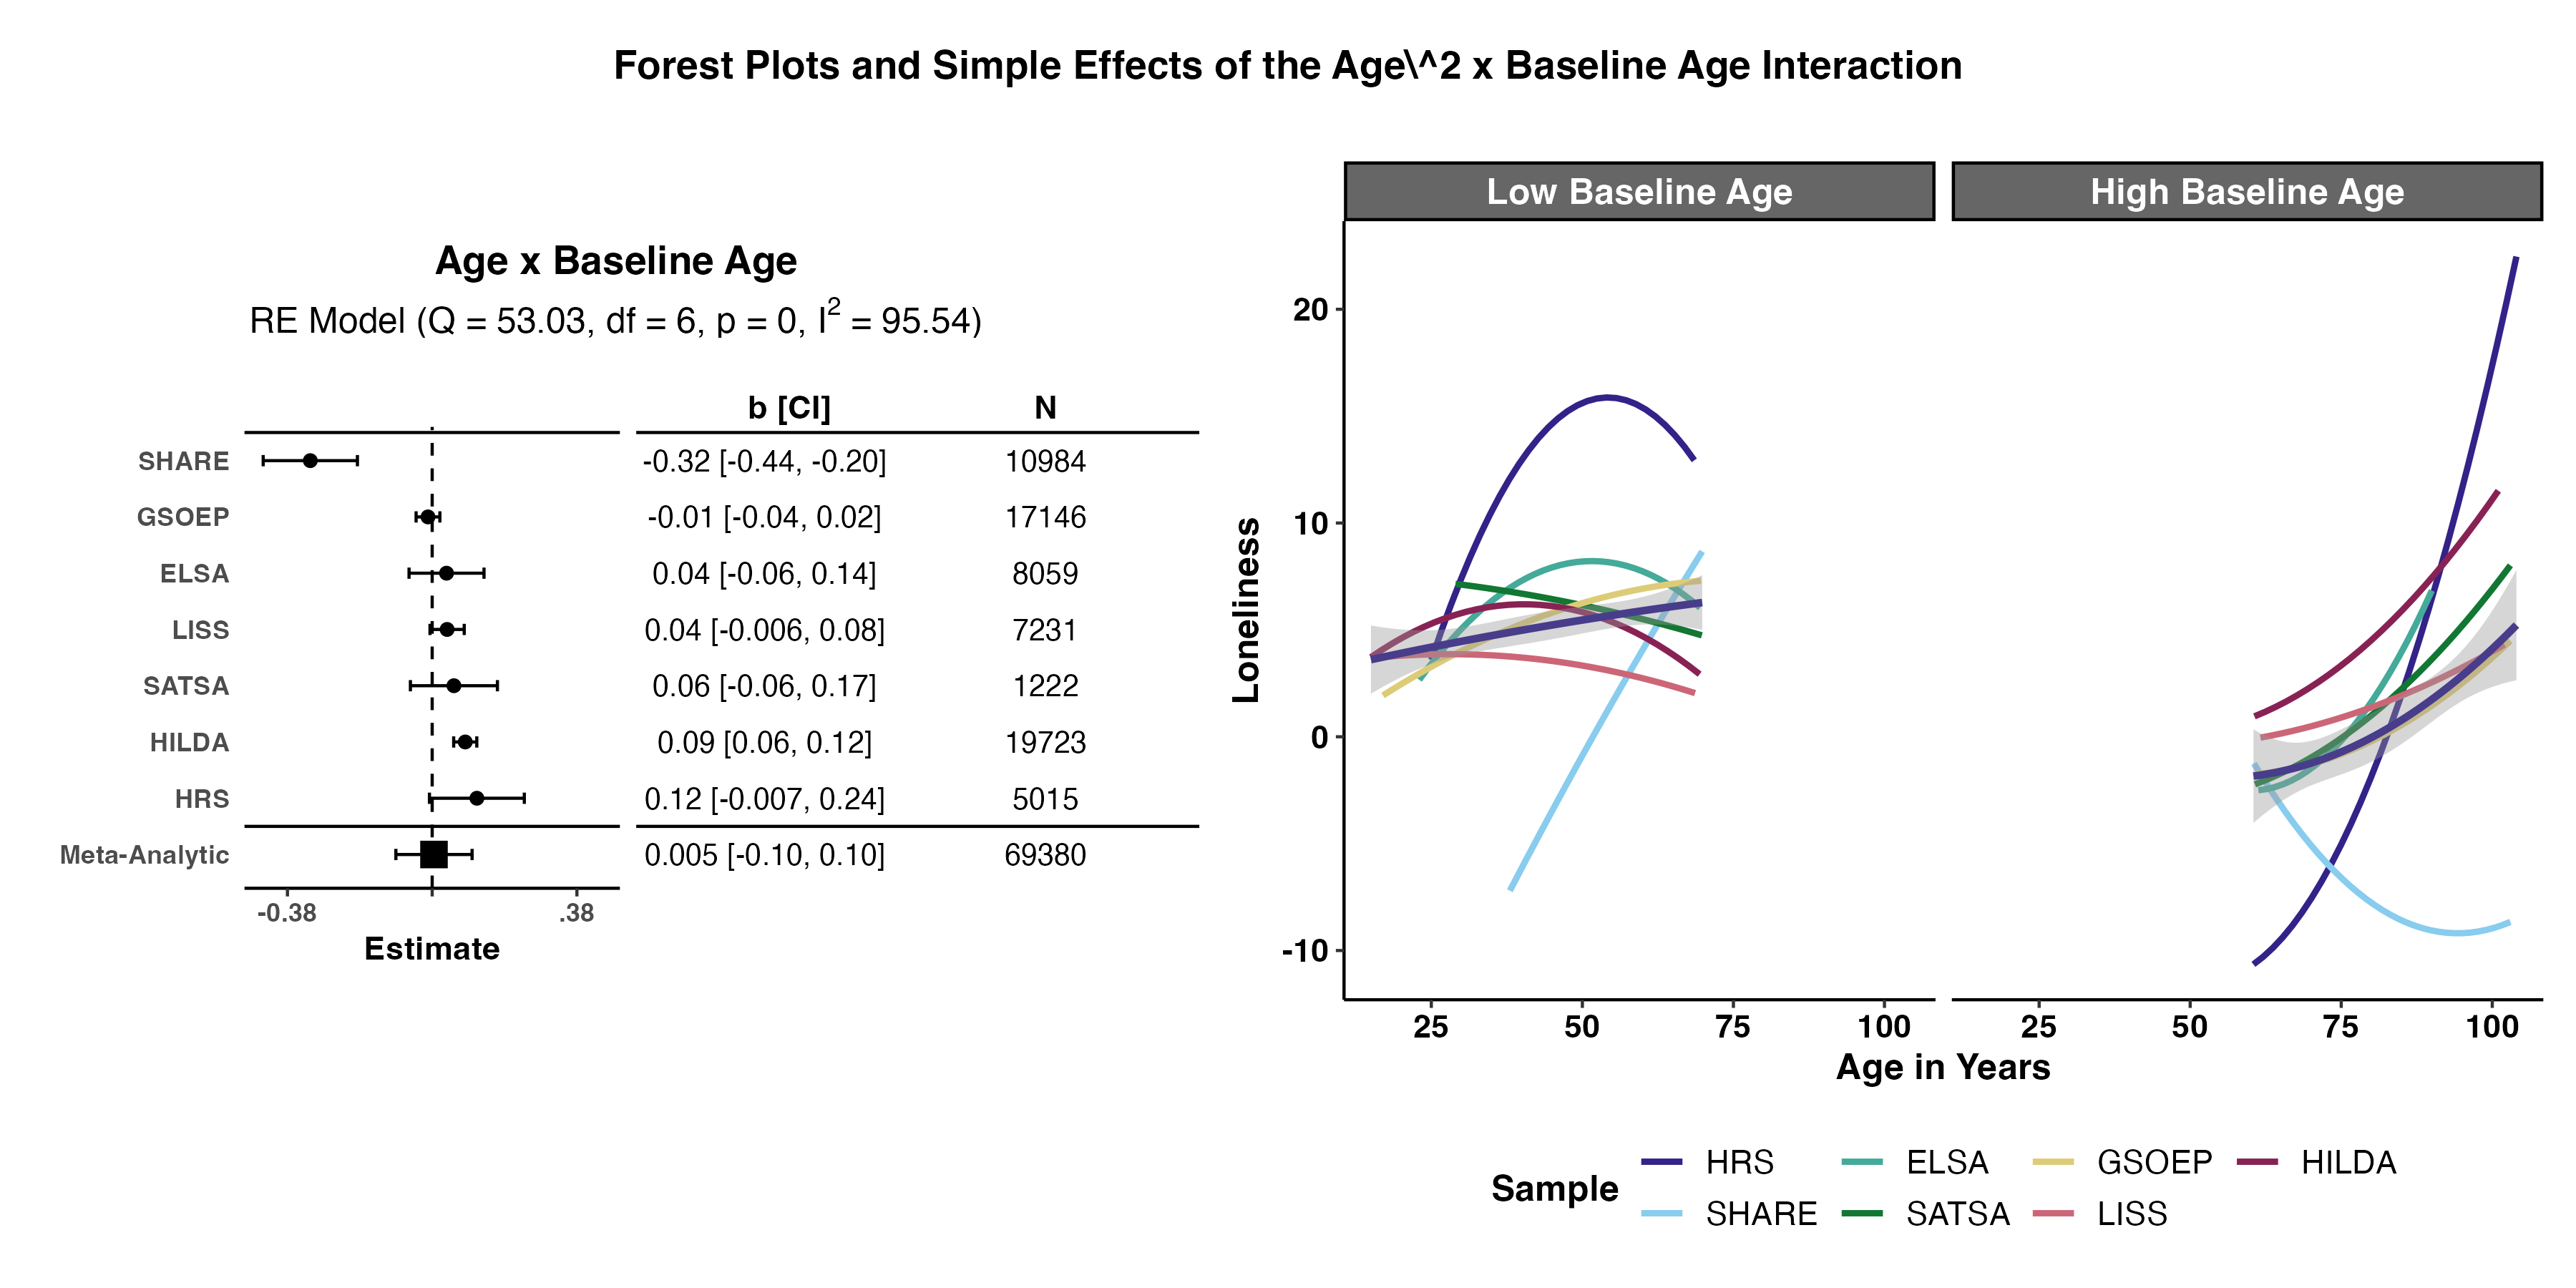 Forest Plots and Simple Effects of the Age\^2 x Baseline Age Interaction
Age x Baseline Age
RE Model (Q = 53.03, df = 6, p = 0, I² = 95.54)
b [CI] N
SHARE -0.32 [-0.44, -0.20] 10984
GSOEP -0.01 [-0.04, 0.02] 17146
ELSA 0.04 [-0.06, 0.14] 8059
LISS 0.04 [-0.006, 0.08] 7231
SATSA 0.06 [-0.06, 0.17] 1222
HILDA 0.09 [0.06, 0.12] 19723
HRS 0.12 [-0.007, 0.24] 5015
Meta-Analytic 0.005 [-0.10, 0.10] 69380
-0.38 .38
Estimate
Low Baseline Age High Baseline Age
Loneliness
20
10
0
-10
25 50 75 100 25 50 75 100
Age in Years
Sample
HRS ELSA GSOEP HILDA
SHARE SATSA LISS